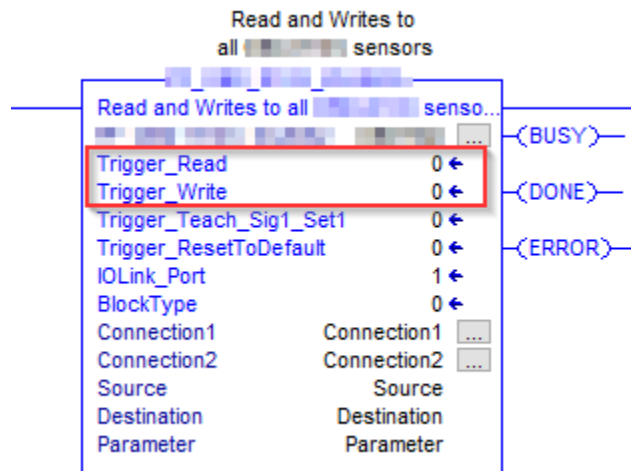 Read and Writes to
all sensors
Read and Writes to all senso...
...
(BUSY)
Trigger_Read 0
Trigger_Write 0
(DONE)
Trigger_Teach_Sig1_Set1 0
Trigger_ResetToDefault 0
(ERROR)
IOLink_Port 1
BlockType 0
Connection1 Connection1 ...
Connection2 Connection2 ...
Source Source
Destination Destination
Parameter Parameter